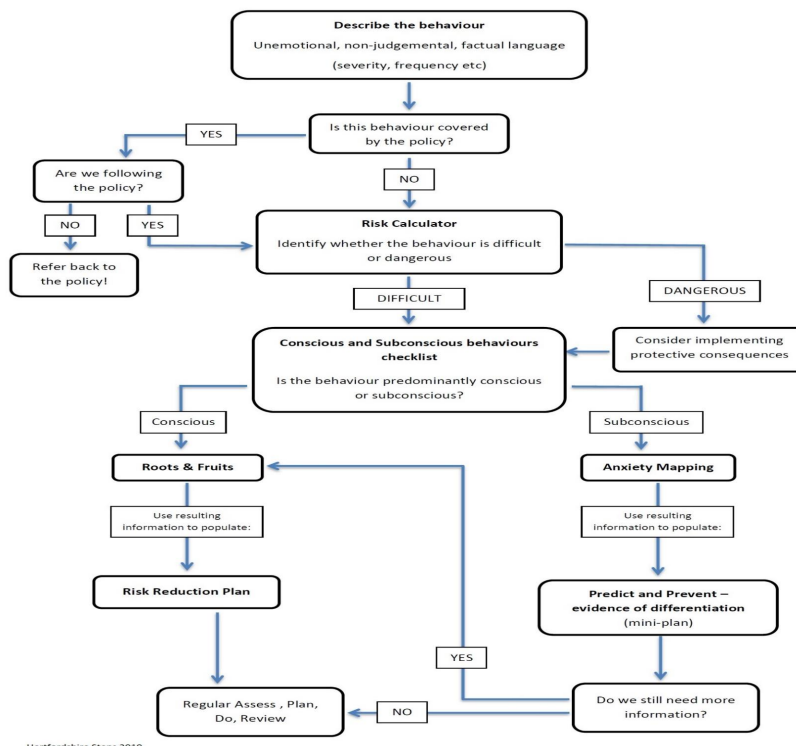 Describe the behaviour
Unemotional, non-judgemental, factual language
(severity, frequency etc)
YES
Is this behaviour covered
by the policy?
Are we following
the policy?
NO
NO
YES
Risk Calculator
Identify whether the behaviour is difficult
or dangerous
Refer back to
the policy!
DIFFICULT
DANGEROUS
Conscious and Subconscious behaviours
checklist
Is the behaviour predominantly conscious
or subconscious?
Consider implementing
protective consequences
Conscious
Subconscious
Roots & Fruits
Anxiety Mapping
Use resulting
information to populate:
Use resulting
information to populate:
Risk Reduction Plan
Predict and Prevent –
evidence of differentiation
(mini-plan)
YES
Regular Assess , Plan,
Do, Review
NO
Do we still need more
information?
Hertfordshire Steps 2019